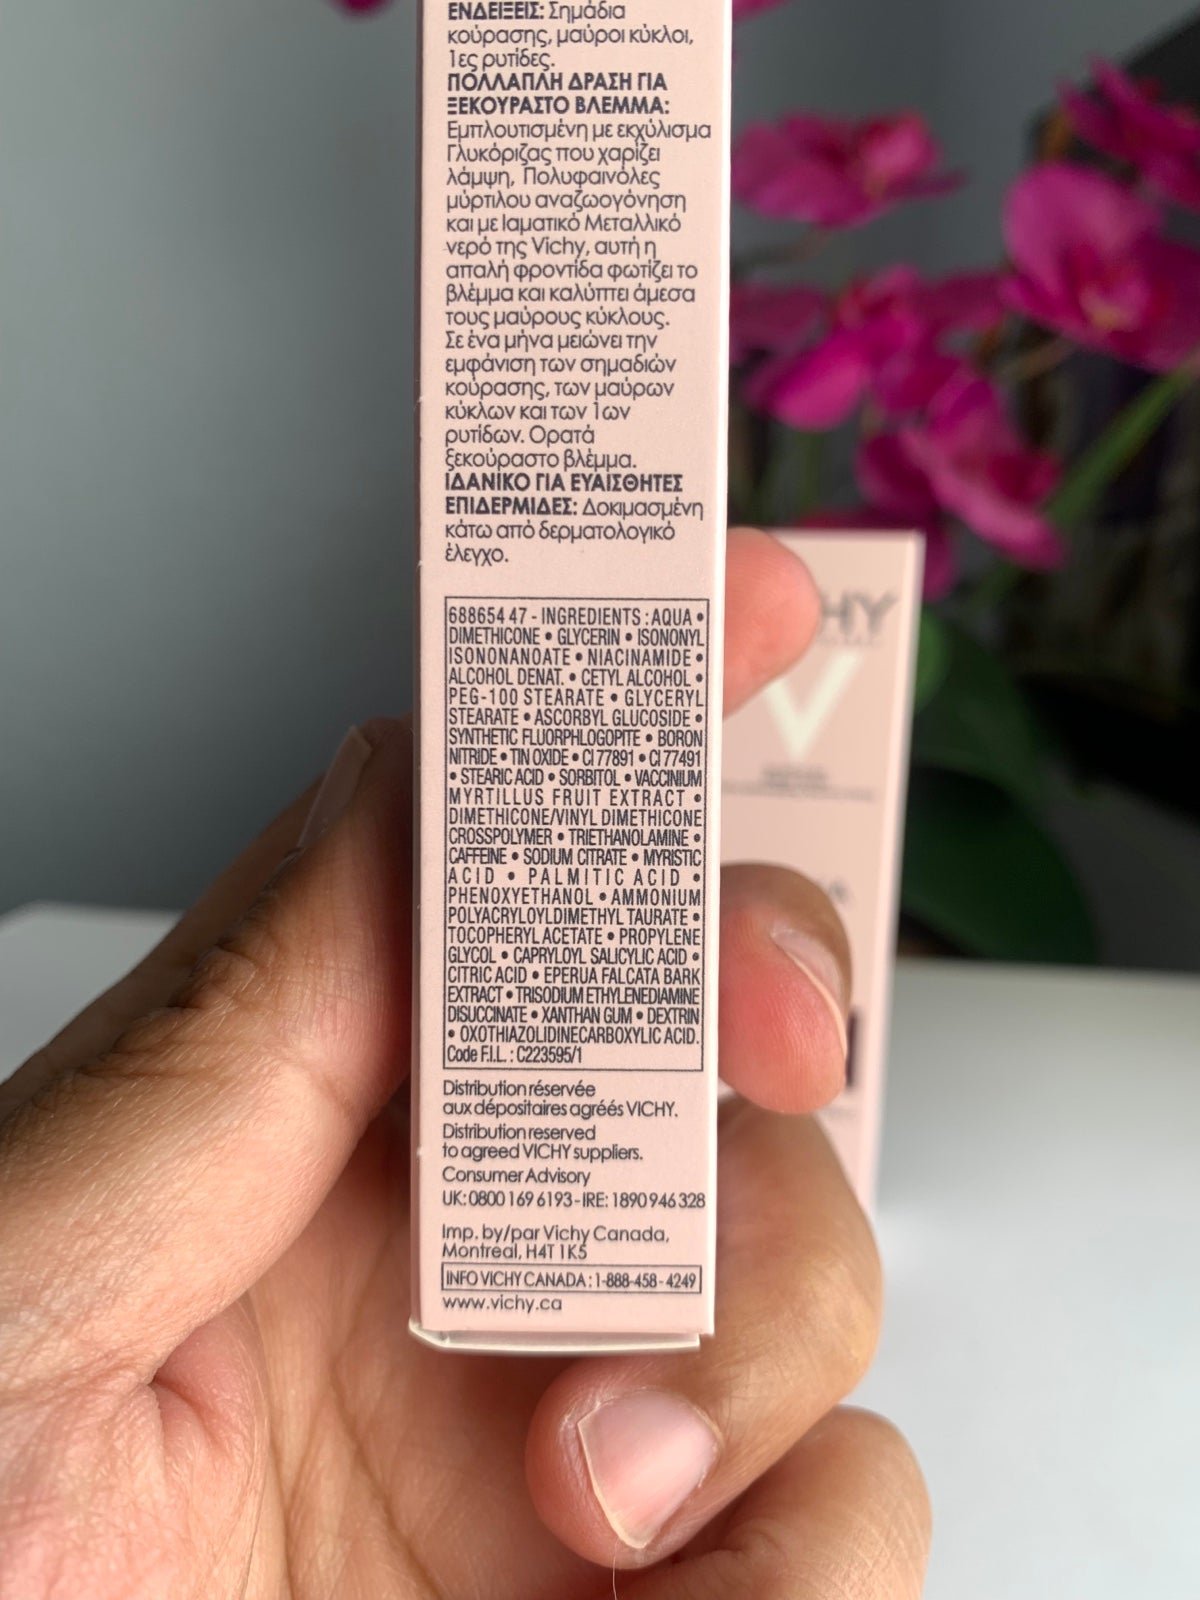 ΕΝΔΕΙΞΕΙΣ: Σημάδια
κούρασης, μαύροι κύκλοι,
1ες ρυτίδες.
ΠΟΛΛΑΠΛΗ ΔΡΑΣΗ ΓΙΑ
ΞΕΚΟΥΡΑΣΤΟ ΒΛΕΜΜΑ:
Εμπλουτισμένη με εκχύλισμα
Γλυκόριζας που χαρίζει
λάμψη, Πολυφαινόλες
μύρτιλου αναζωογόνηση
και με Ιαματικό Μεταλλικό
νερό της Vichy, αυτή η
απαλή φροντίδα φωτίζει το
βλέμμα και καλύπτει άμεσα
τους μαύρους κύκλους.
Σε ένα μήνα μειώνει την
εμφάνιση των σημαδιών
κούρασης, των μαύρων
κύκλων και των 1ων
ρυτίδων. Ορατά
ξεκούραστο βλέμμα.
ΙΔΑΝΙΚΟ ΓΙΑ ΕΥΑΙΣΘΗΤΕΣ
ΕΠΙΔΕΡΜΙΔΕΣ: Δοκιμασμένη
κάτω από δερματολογικό
έλεγχο.
688654 47 - INGREDIENTS : AQUA •
DIMETHICONE • GLYCERIN • ISONONYL
ISONONANOATE • NIACINAMIDE •
ALCOHOL DENAT. • CETYL ALCOHOL •
PEG-100 STEARATE • GLYCERYL
STEARATE • ASCORBYL GLUCOSIDE •
SYNTHETIC FLUORPHLOGOPITE • BORON
NITRIDE • TIN OXIDE • CI 77891 • CI 77491
• STEARIC ACID • SORBITOL • VACCINIUM
MYRTILLUS FRUIT EXTRACT •
DIMETHICONE/VINYL DIMETHICONE
CROSSPOLYMER • TRIETHANOLAMINE •
CAFFEINE • SODIUM CITRATE • MYRISTIC
ACID • PALMITIC ACID •
PHENOXYETHANOL • AMMONIUM
POLYACRYLOYLDIMETHYL TAURATE •
TOCOPHERYL ACETATE • PROPYLENE
GLYCOL • CAPRYLOYL SALICYLIC ACID •
CITRIC ACID • EPERUA FALCATA BARK
EXTRACT • TRISODIUM ETHYLENEDIAMINE
DISUCCINATE • XANTHAN GUM • DEXTRIN
• OXOTHIAZOLIDINECARBOXYLIC ACID.
Code F.I.L. : C223595/1
Distribution réservée
aux dépositaires agréés VICHY.
Distribution reserved
to agreed VICHY suppliers.
Consumer Advisory
UK: 0800 169 6193 - IRE: 1890 946 328
Imp. by/par Vichy Canada,
Montreal, H4T 1K5
INFO VICHY CANADA : 1-888-458-4249
www.vichy.ca
HY